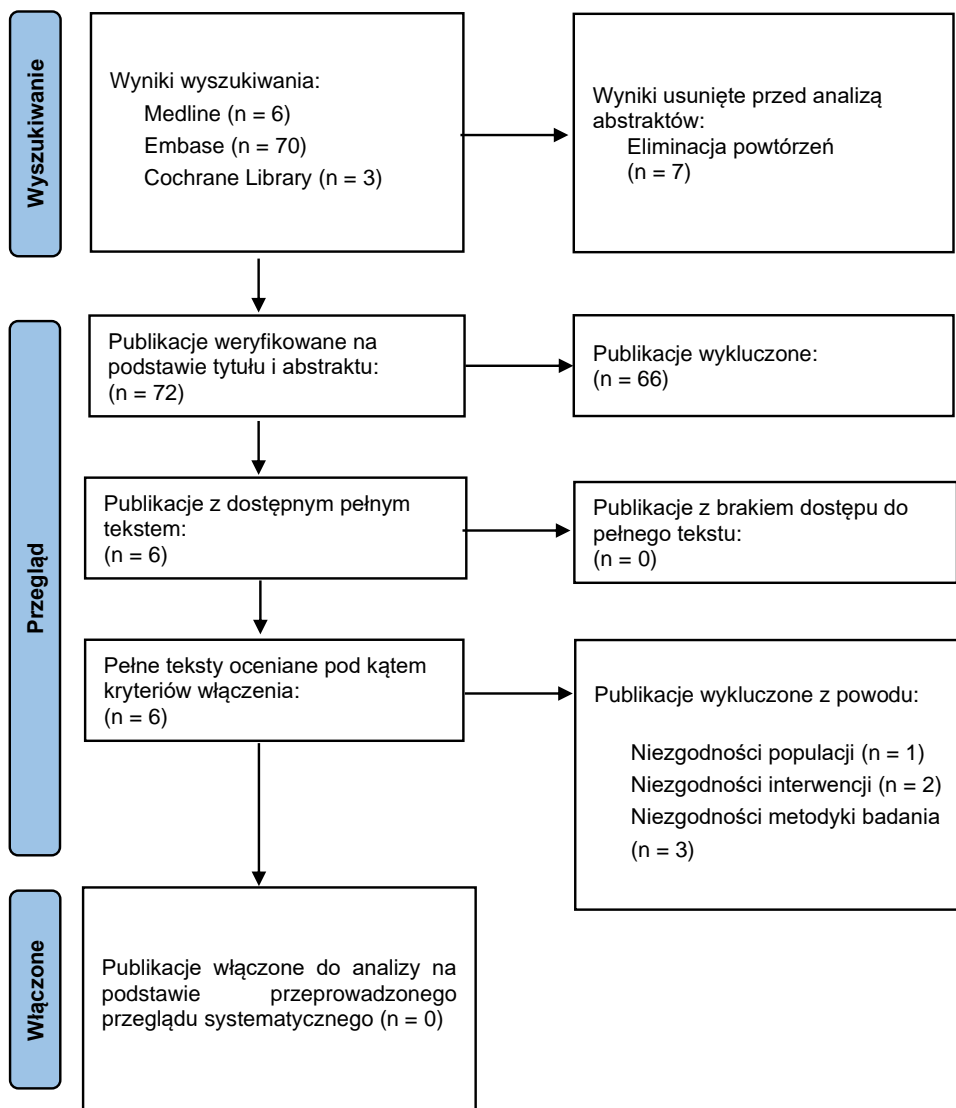 Wyszukiwanie
Wyniki wyszukiwania:
Medline (n = 6)
Embase (n = 70)
Cochrane Library (n = 3)
Wyniki usunięte przed analizą
abstraktów:
Eliminacja powtórzeń
(n = 7)
Przegląd
Publikacje weryfikowane na
podstawie tytułu i abstraktu:
(n = 72)
Publikacje wykluczone:
(n = 66)
Publikacje z dostępnym pełnym
tekstem:
(n = 6)
Publikacje z brakiem dostępu do
pełnego tekstu:
(n = 0)
Pełne teksty oceniane pod kątem
kryteriów włączenia:
(n = 6)
Publikacje wykluczone z powodu:
Niezgodności populacji (n = 1)
Niezgodności interwencji (n = 2)
Niezgodności metodyki badania
(n = 3)
Włączone
Publikacje włączone do analizy na
podstawie przeprowadzonego
przeglądu systematycznego (n = 0)